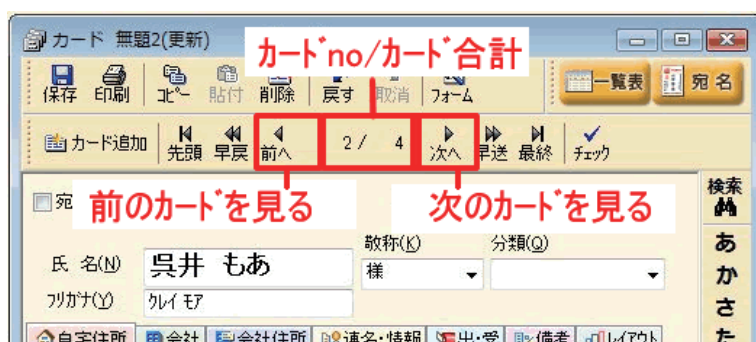 カード 無題2(更新)
カードno/カード合計
保存 印刷 コピー 貼付 削除 戻す 取消 フォーム 一覧表 宛名
カード追加 先頭 早戻 前へ 2/ 4 次へ 早送 最終 チェック
検索
宛
前のカードを見る 次のカードを見る
敬称(K) 分類(Q)
あ
氏 名(N) 呉井 もあ 様
か
フリガナ(Y) クレイ モア
さ
自宅住所 会社 会社住所 連名・情報 出・受 備考 レイアウト
た